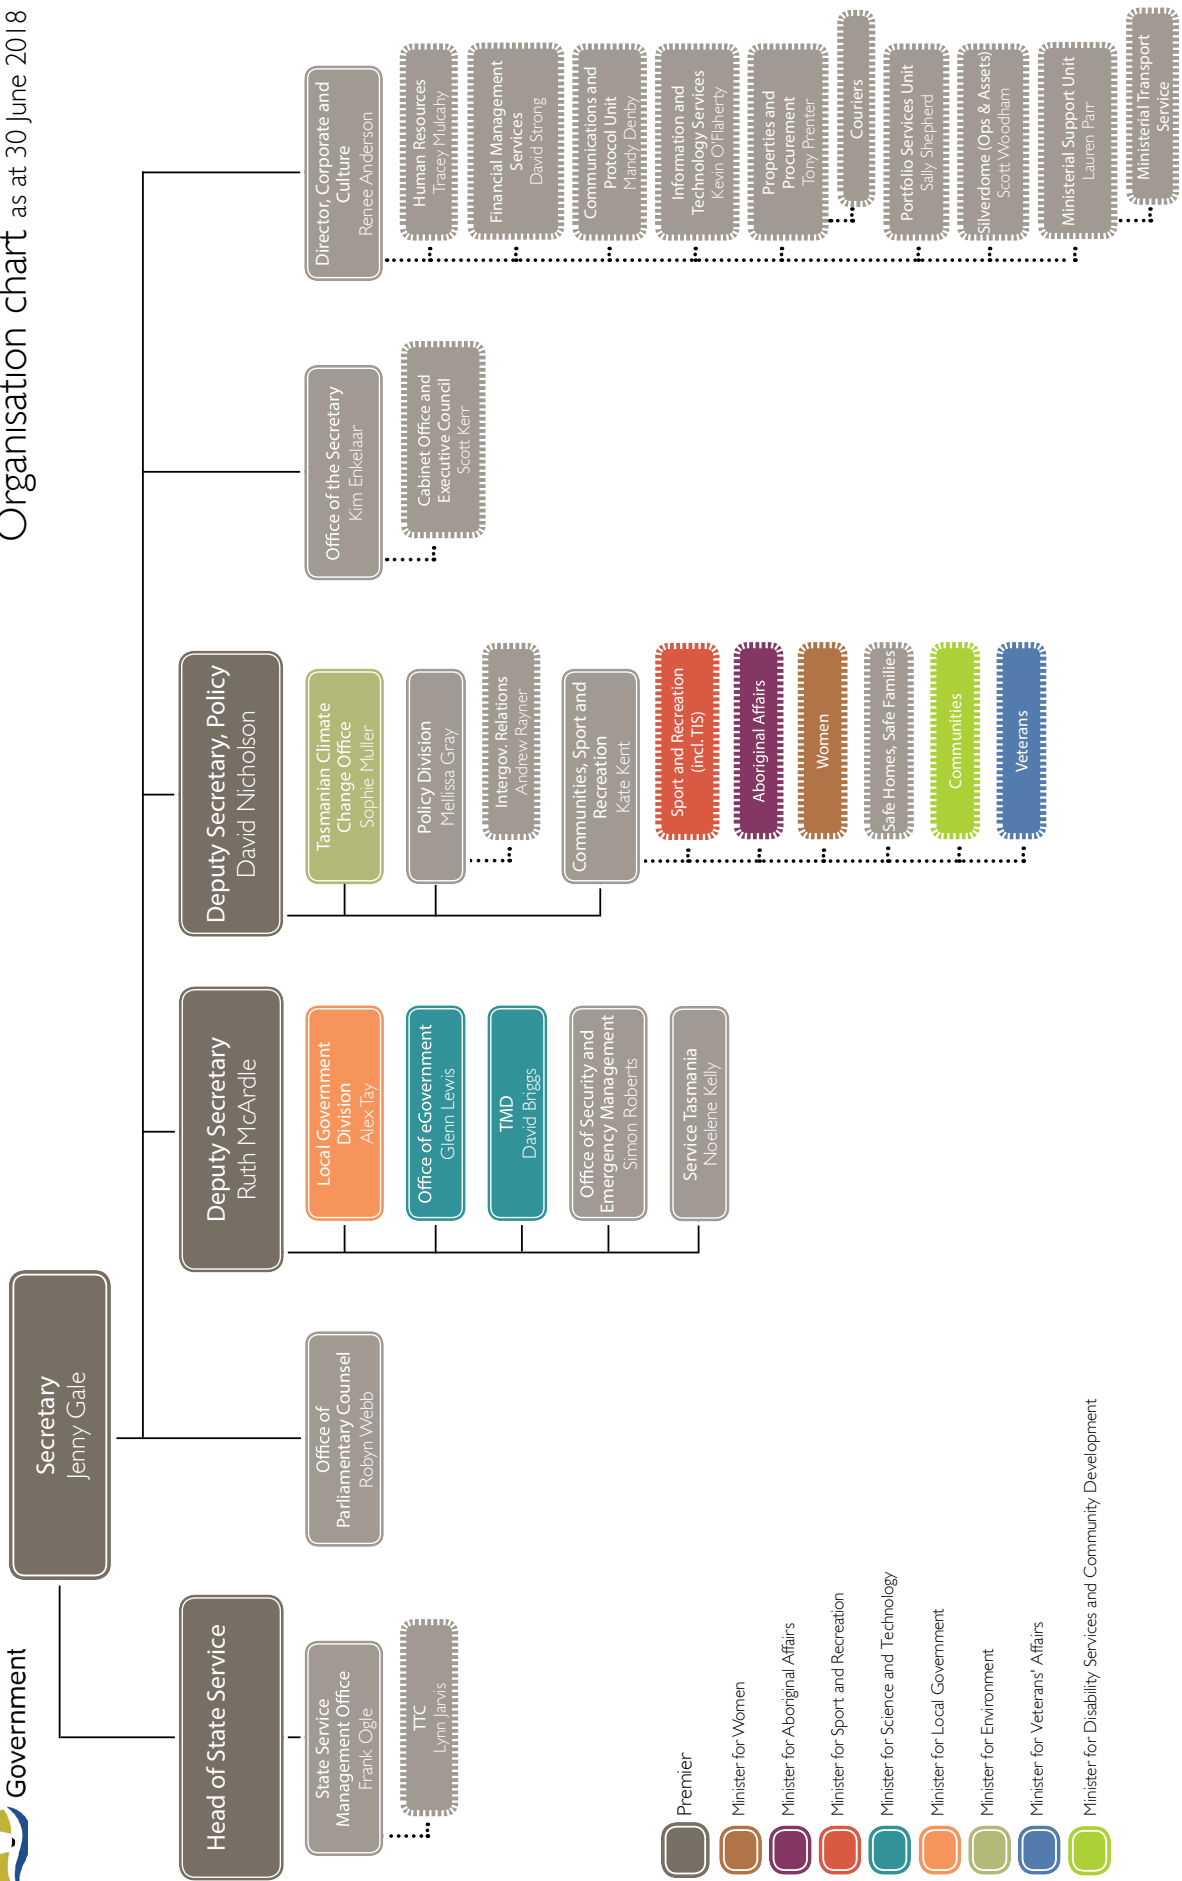 Government
Organisation chart as at 30 June 2018
Secretary
Jenny Gale
Head of State Service
State Service
Management Office
Frank Ogle
TTC
Lynn Jarvis
Office of
Parliamentary Counsel
Robyn Webb
Deputy Secretary
Ruth McArdle
Local Government
Division
Alex Tay
Office of eGovernment
Glenn Lewis
TMD
David Briggs
Office of Security and
Emergency Management
Simon Roberts
Service Tasmania
Noelene Kelly
Deputy Secretary, Policy
David Nicholson
Tasmanian Climate
Change Office
Sophie Muller
Policy Division
Mellissa Gray
Intergov. Relations
Andrew Rayner
Communities, Sport and
Recreation
Kate Kent
Sport and Recreation
(incl. TIS)
Aboriginal Affairs
Women
Safe Homes, Safe Families
Communities
Veterans
Office of the Secretary
Kim Enkelaar
Cabinet Office and
Executive Council
Scott Kerr
Director, Corporate and
Culture
Renee Anderson
Human Resources
Tracey Mulcahy
Financial Management
Services
David Strong
Communications and
Protocol Unit
Mandy Denby
Information and
Technology Services
Kevin O'Flaherty
Properties and
Procurement
Tony Prenter
Couriers
Portfolio Services Unit
Sally Shepherd
Silverdome (Ops & Assets)
Scott Woodham
Ministerial Support Unit
Lauren Parr
Ministerial Transport
Service
Premier
Minister for Women
Minister for Aboriginal Affairs
Minister for Sport and Recreation
Minister for Science and Technology
Minister for Local Government
Minister for Environment
Minister for Veterans' Affairs
Minister for Disability Services and Community Development